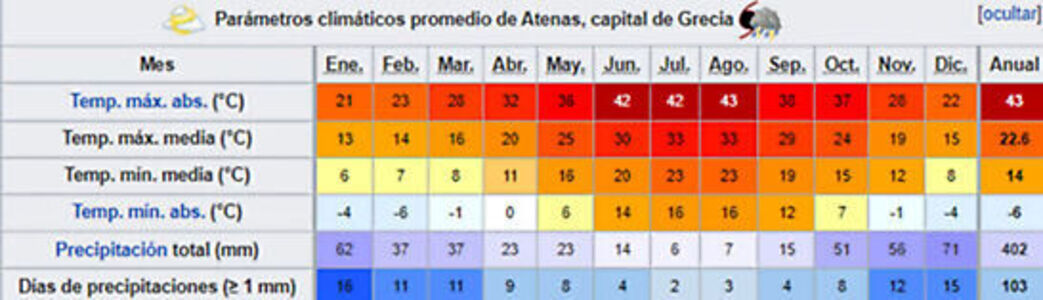 Parámetros climáticos promedio de Atenas, capital de Grecia [ocultar]
Mes Ene. Feb. Mar. Abr. May. Jun. Jul. Ago. Sep. Oct. Nov. Dic. Anual
Temp. máx. abs. (°C) 21 23 28 32 36 42 42 43 38 37 28 22 43
Temp. máx. media (°C) 13 14 16 20 25 30 33 33 29 24 19 15 22.6
Temp. mín. media (°C) 6 7 8 11 16 20 23 23 19 15 12 8 14
Temp. mín. abs. (°C) -4 -6 -1 0 6 14 16 16 12 7 -1 -4 -6
Precipitación total (mm) 62 37 37 23 23 14 6 7 15 51 56 71 402
Días de precipitaciones (≥ 1 mm) 16 11 11 9 8 4 2 3 4 8 12 15 103